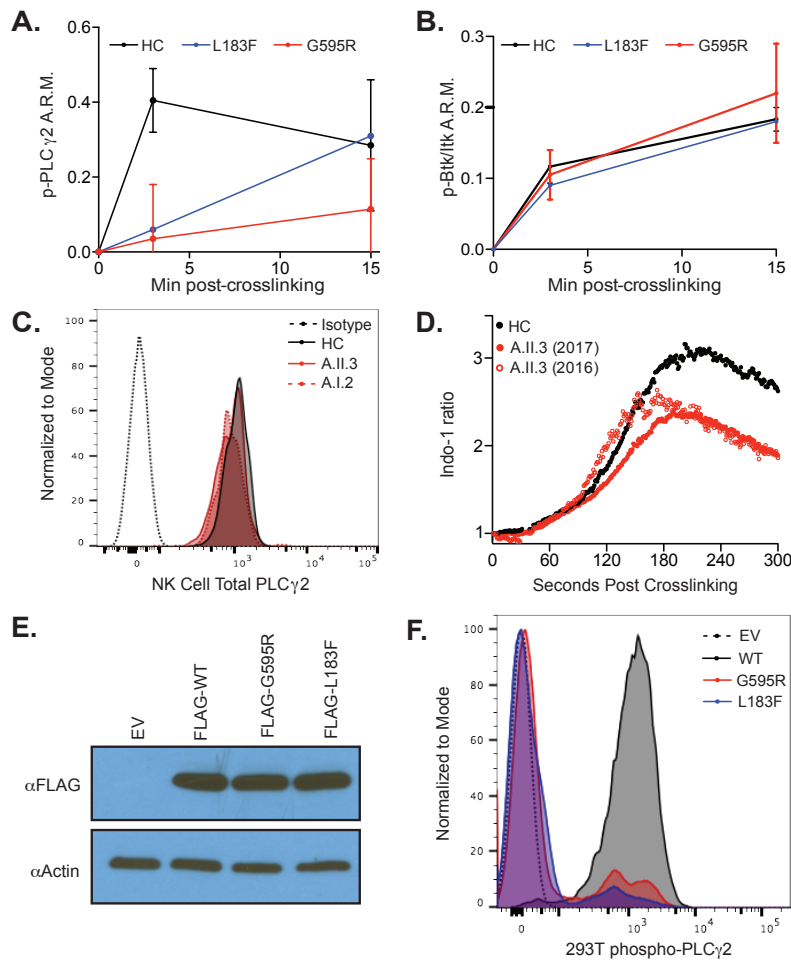 A.
HC L183F G595R
p-PLCγ2 A.R.M.
0.6
0.4
0.2
0.0
0 5 10 15
Min post-crosslinking
B.
HC L183F G595R
p-Btk/Itk A.R.M.
0.3
0.2
0.1
0.0
0 5 10 15
Min post-crosslinking
C.
Isotype
HC
A.II.3
A.I.2
Normalized to Mode
100
80
60
40
20
0
0 10³ 10⁴ 10⁵
NK Cell Total PLCγ2
D.
HC
A.II.3 (2017)
A.II.3 (2016)
Indo-1 ratio
3
2
1
0 60 120 180 240 300
Seconds Post Crosslinking
E.
EV
FLAG-WT
FLAG-G595R
FLAG-L183F
αFLAG
αActin
F.
EV
WT
G595R
L183F
Normalized to Mode
100
80
60
40
20
0
0 10³ 10⁴ 10⁵
293T phospho-PLCγ2